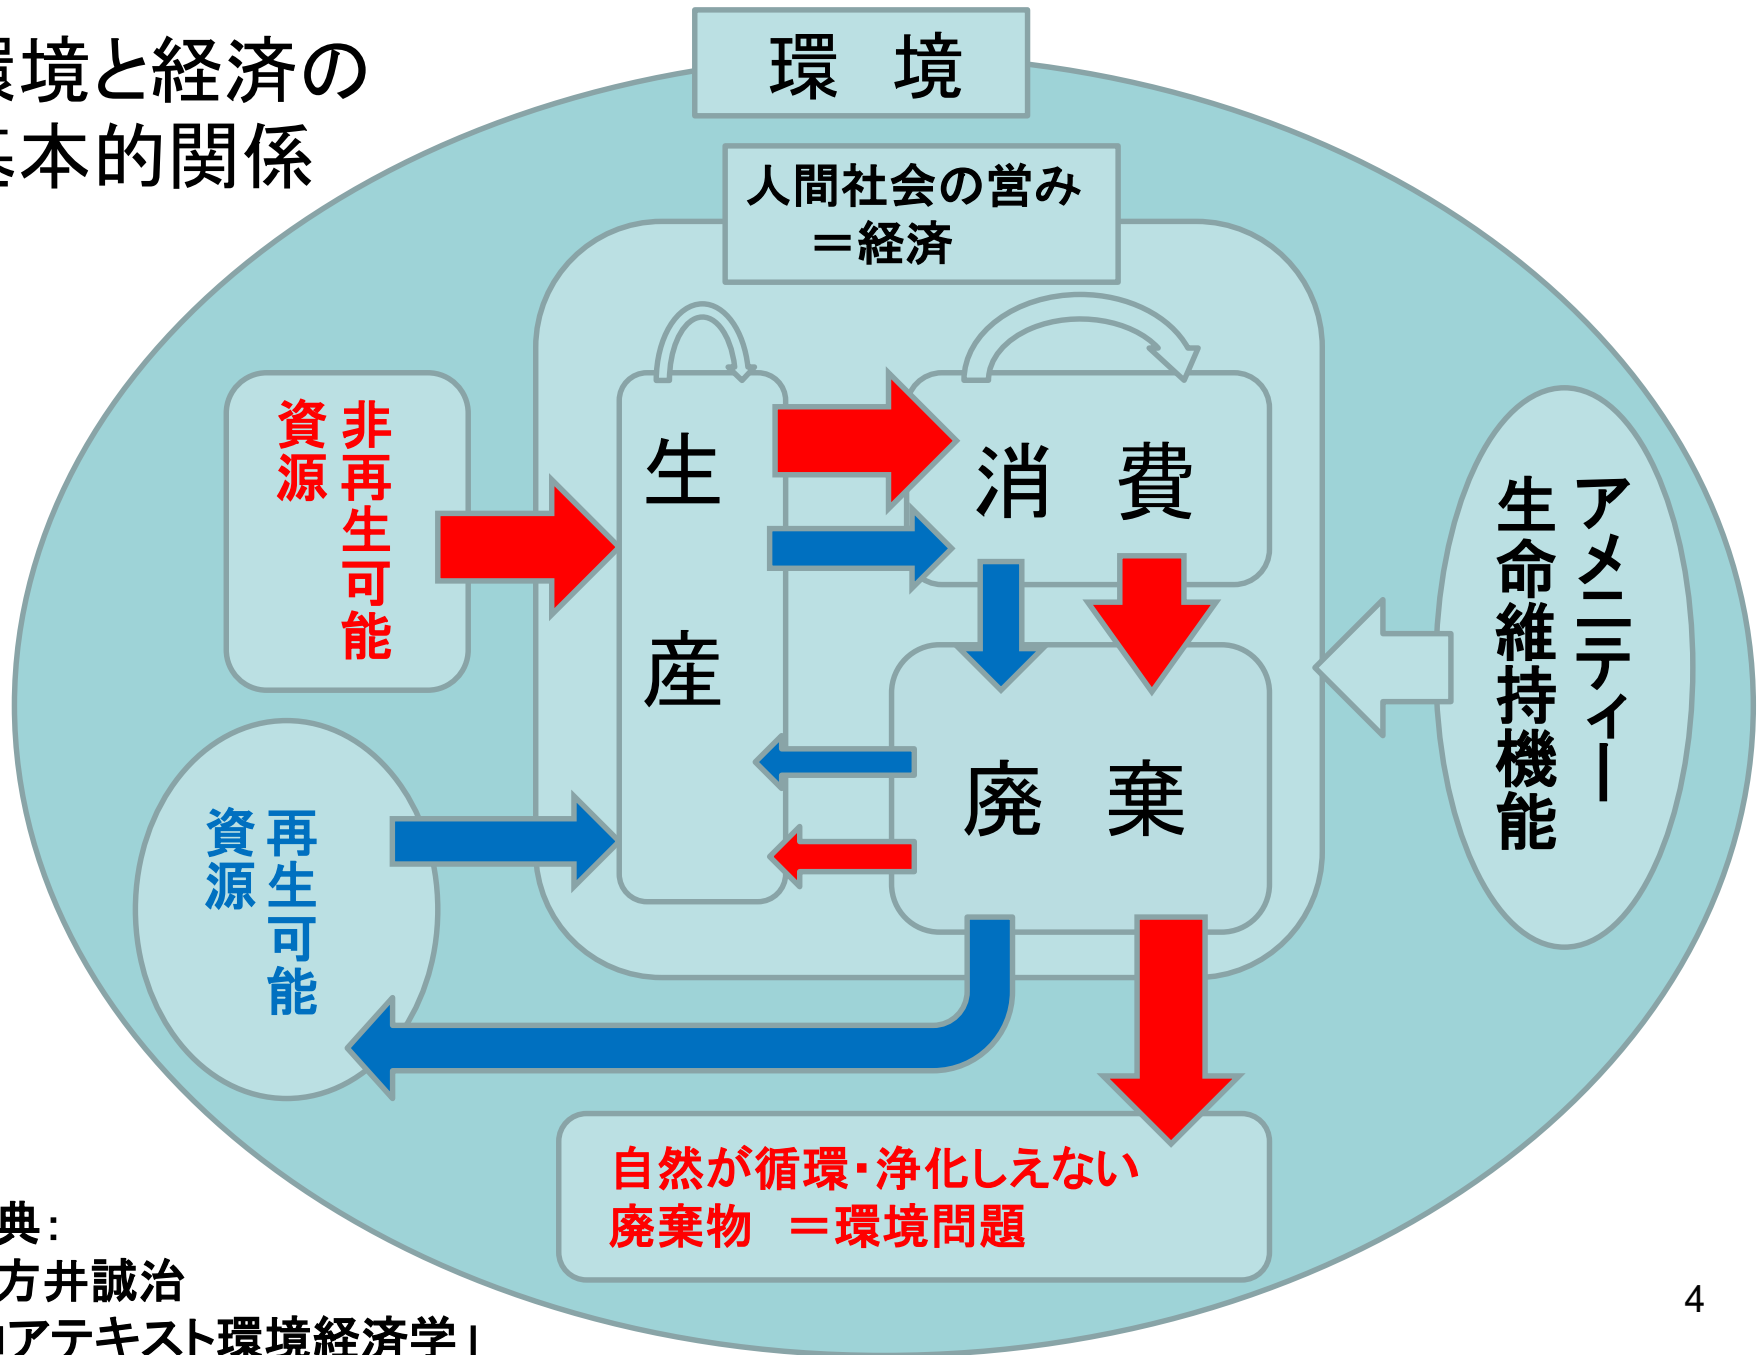 環境と経済の
基本的関係
環　境
人間社会の営み
＝経済
非再生可能
資源
生産
消　費
アメニティー
生命維持機能
再生可能
資源
廃　棄
自然が循環・浄化しえない
廃棄物　＝環境問題
典：
方井誠治
アテキスト環境経済学」
4